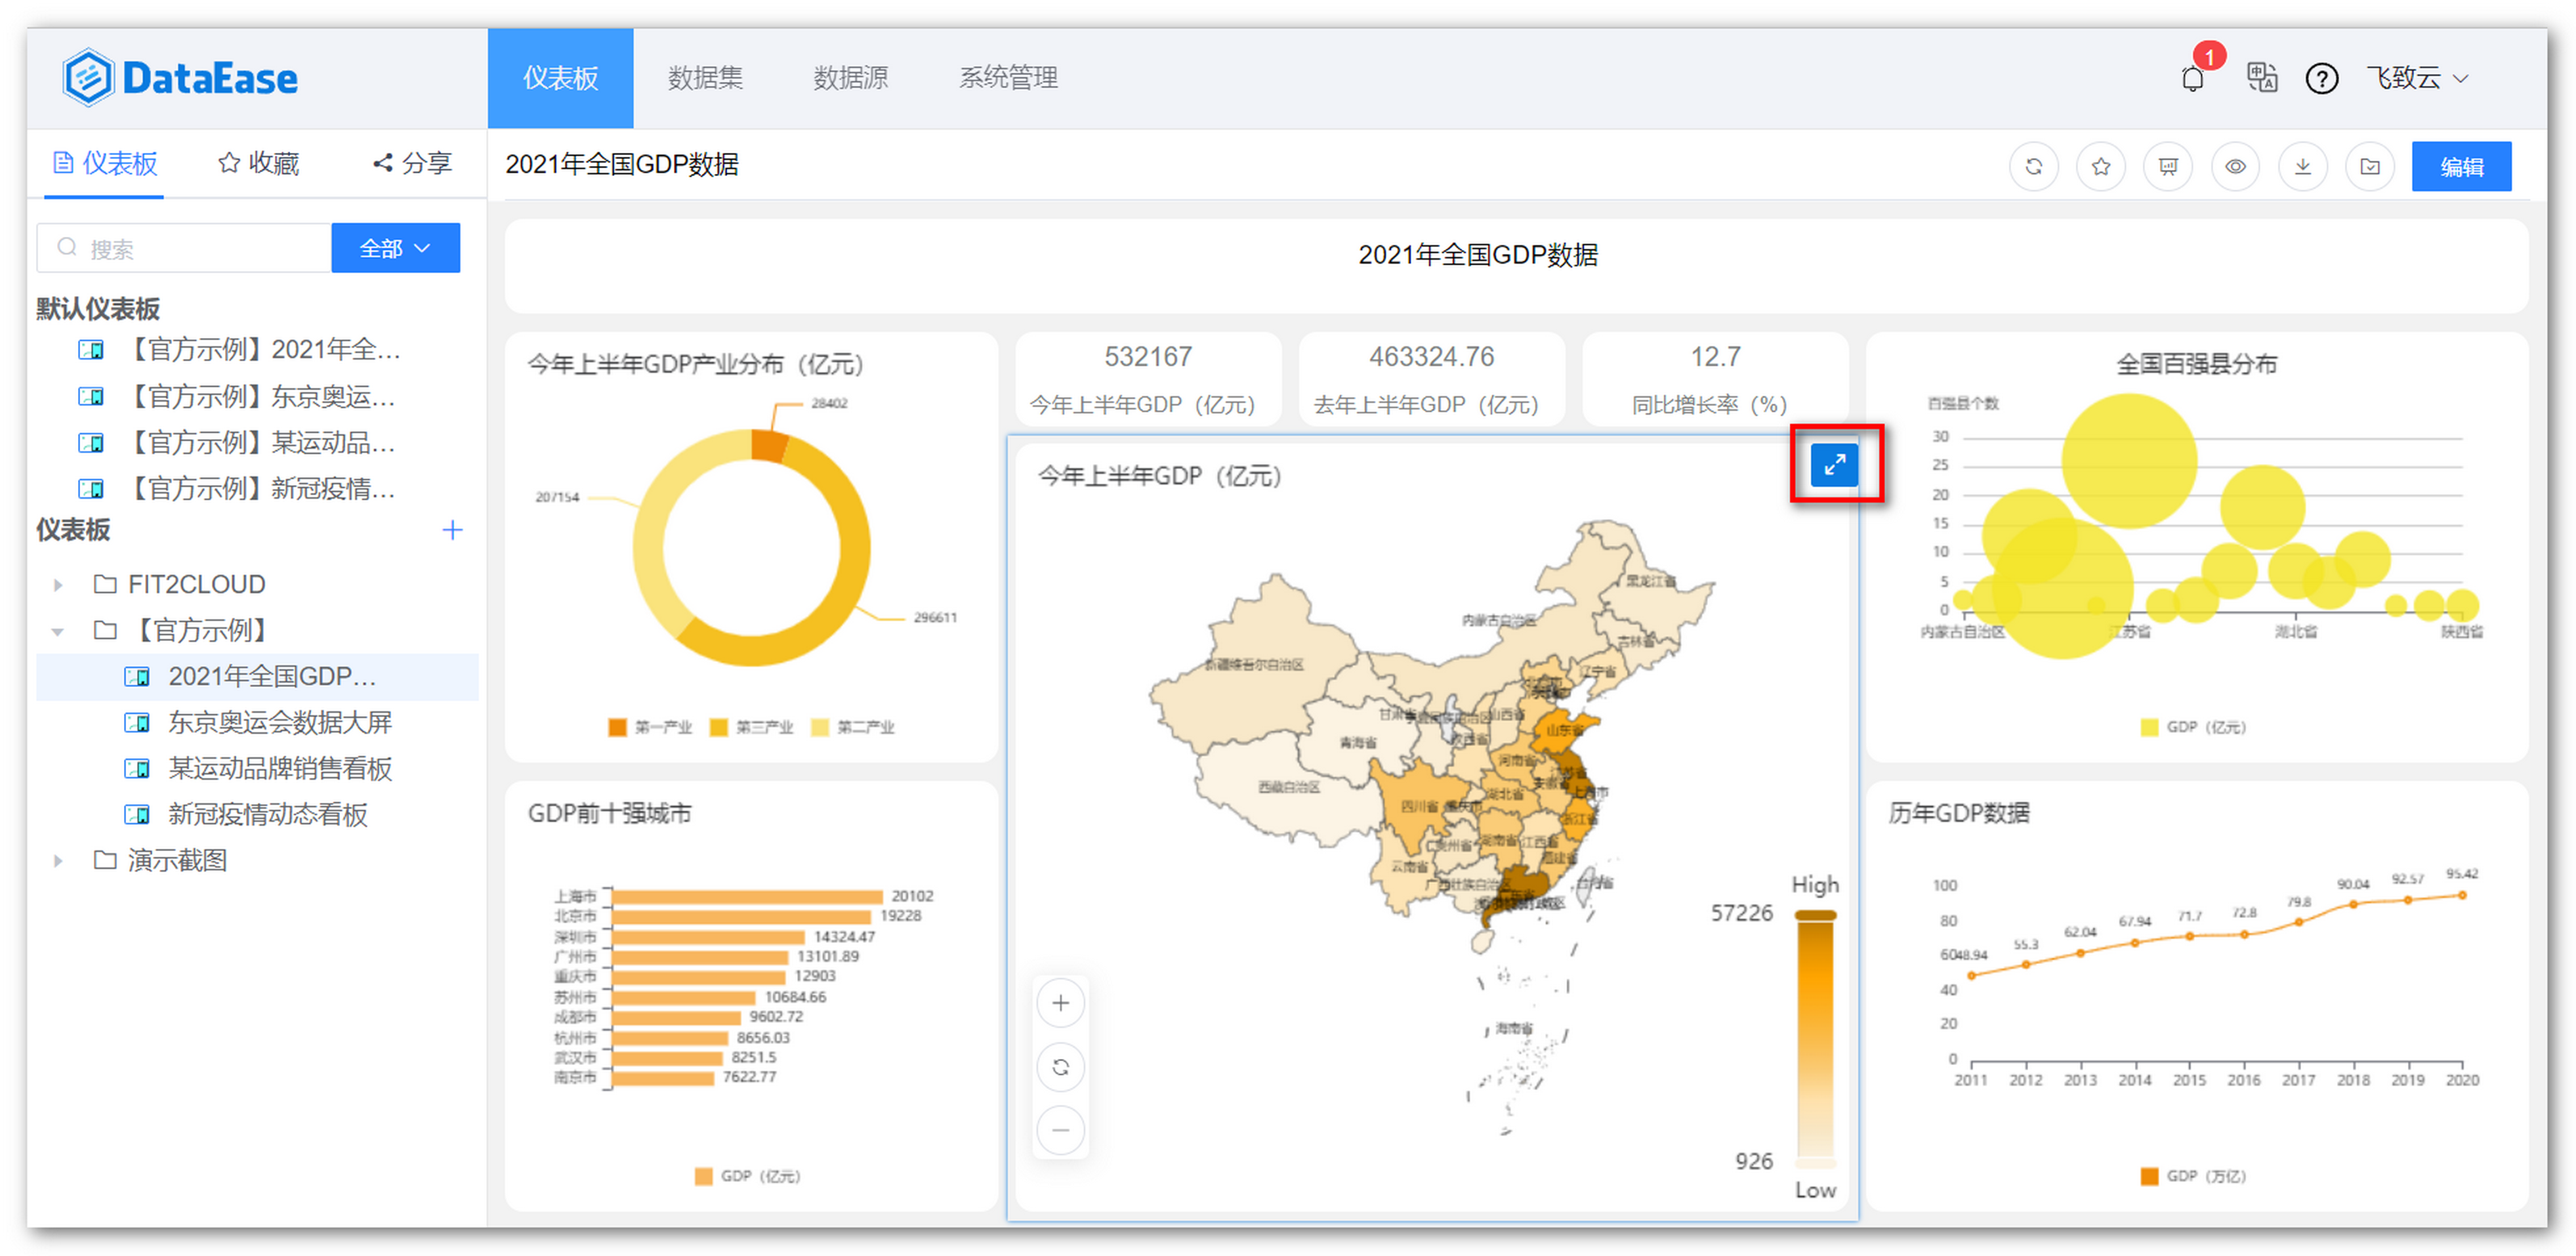 DataEase
仪表板 数据集 数据源 系统管理
1
飞致云
仪表板 收藏 分享
2021年全国GDP数据
编辑
搜索 全部
默认仪表板
【官方示例】2021年全...
【官方示例】东京奥运...
【官方示例】某运动品...
【官方示例】新冠疫情...
仪表板
FIT2CLOUD
【官方示例】
2021年全国GDP...
东京奥运会数据大屏
某运动品牌销售看板
新冠疫情动态看板
演示截图
2021年全国GDP数据
今年上半年GDP产业分布（亿元）
28402
207154
296611
第一产业 第三产业 第二产业
532167
今年上半年GDP（亿元）
463324.76
去年上半年GDP（亿元）
12.7
同比增长率（%）
今年上半年GDP（亿元）
黑龙江省
内蒙古自治区
吉林省
新疆维吾尔自治区
辽宁省
甘肃省
山西省
山东省
青海省
陕西省
河南省
西藏自治区
江苏省
安徽省
上海市
四川省
重庆市
湖北省
浙江省
贵州省
湖南省
江西省
福建省
云南省
广西壮族自治区
台湾省
海南省
High
57226
926
Low
全国百强县分布
百强县个数
30
25
20
15
10
5
0
内蒙古自治区 江苏省 湖北省 陕西省
GDP（亿元）
GDP前十强城市
上海市 20102
北京市 19228
深圳市 14324.47
广州市 13101.89
重庆市 12903
苏州市 10684.66
成都市 9602.72
杭州市 8656.03
武汉市 8251.5
南京市 7622.77
GDP（亿元）
历年GDP数据
100
80
60
40
20
0
48.94 55.3 62.04 67.94 71.7 72.8 79.8 90.04 92.57 95.42
2011 2012 2013 2014 2015 2016 2017 2018 2019 2020
GDP（万亿）